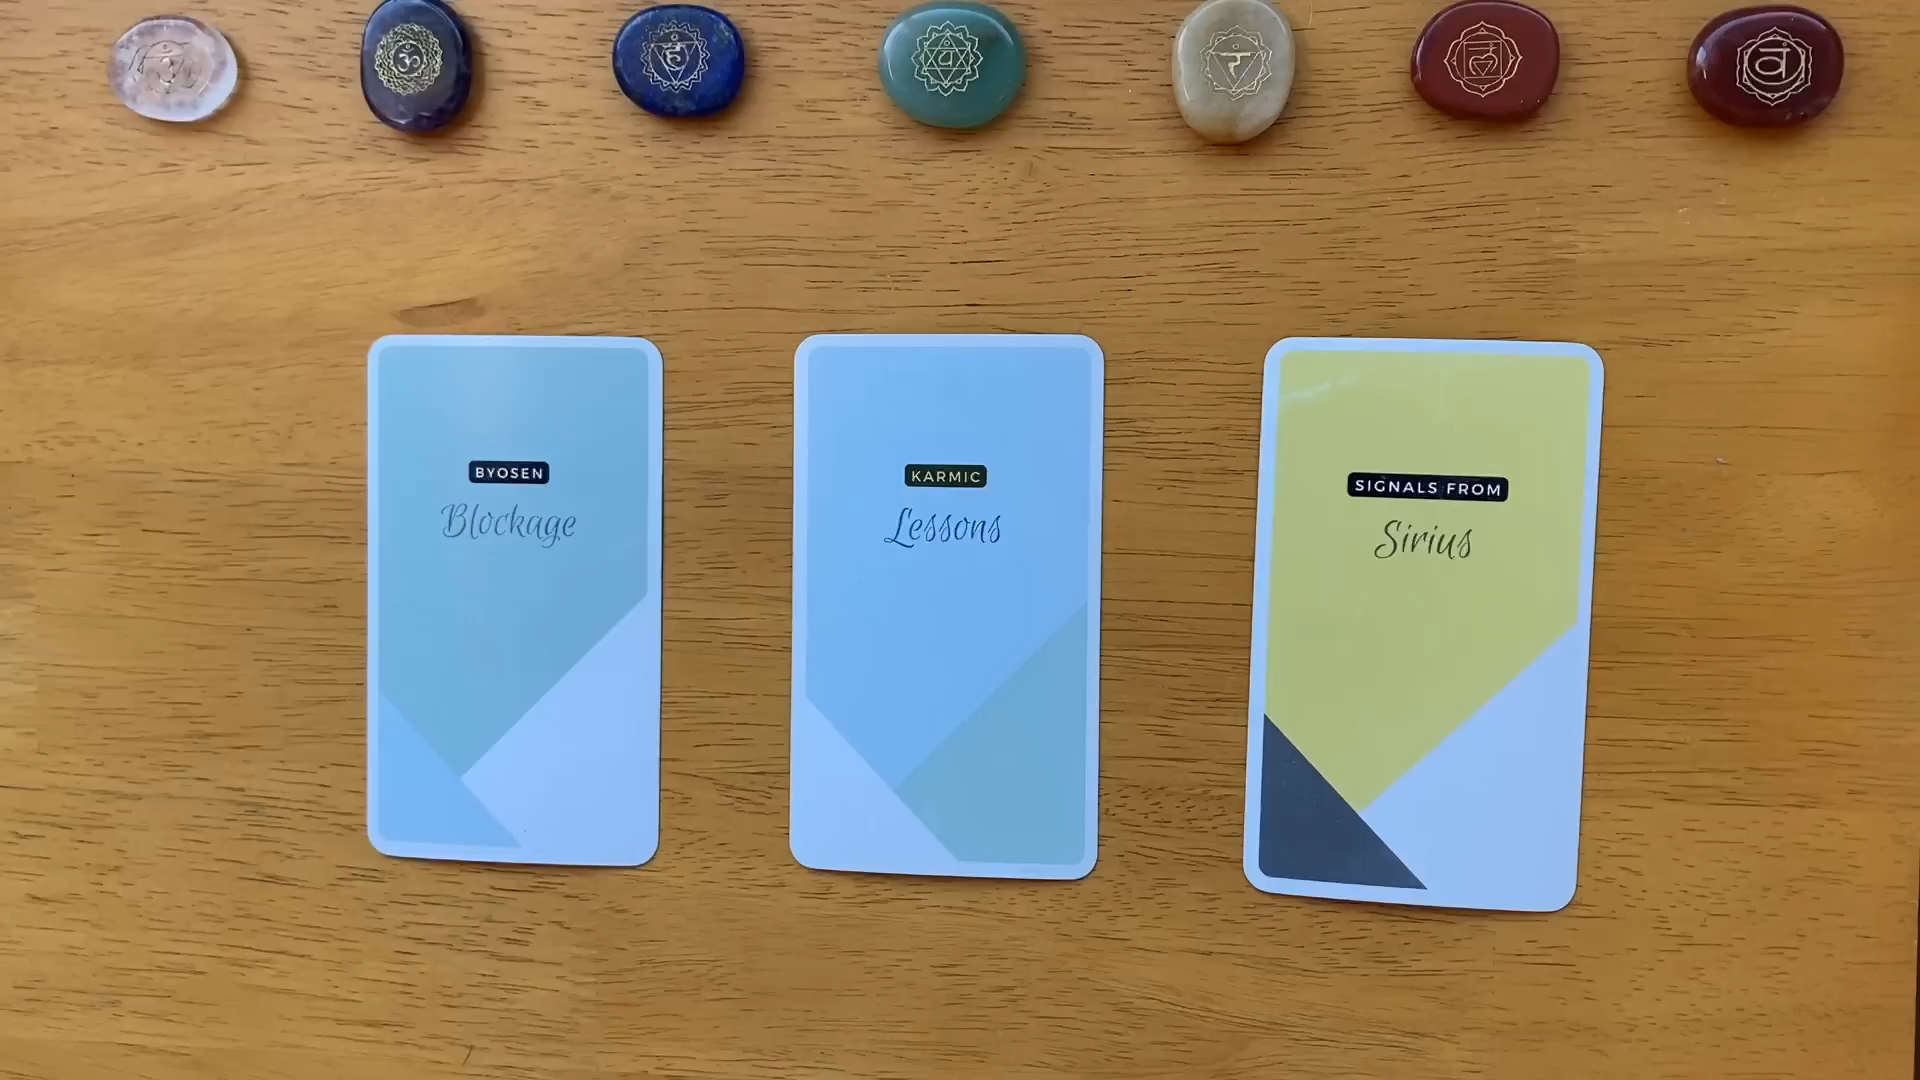 ॐ
हं
यं
रं
लं
वं
BYOSEN
Blockage
KARMIC
Lessons
SIGNALS FROM
Sirius